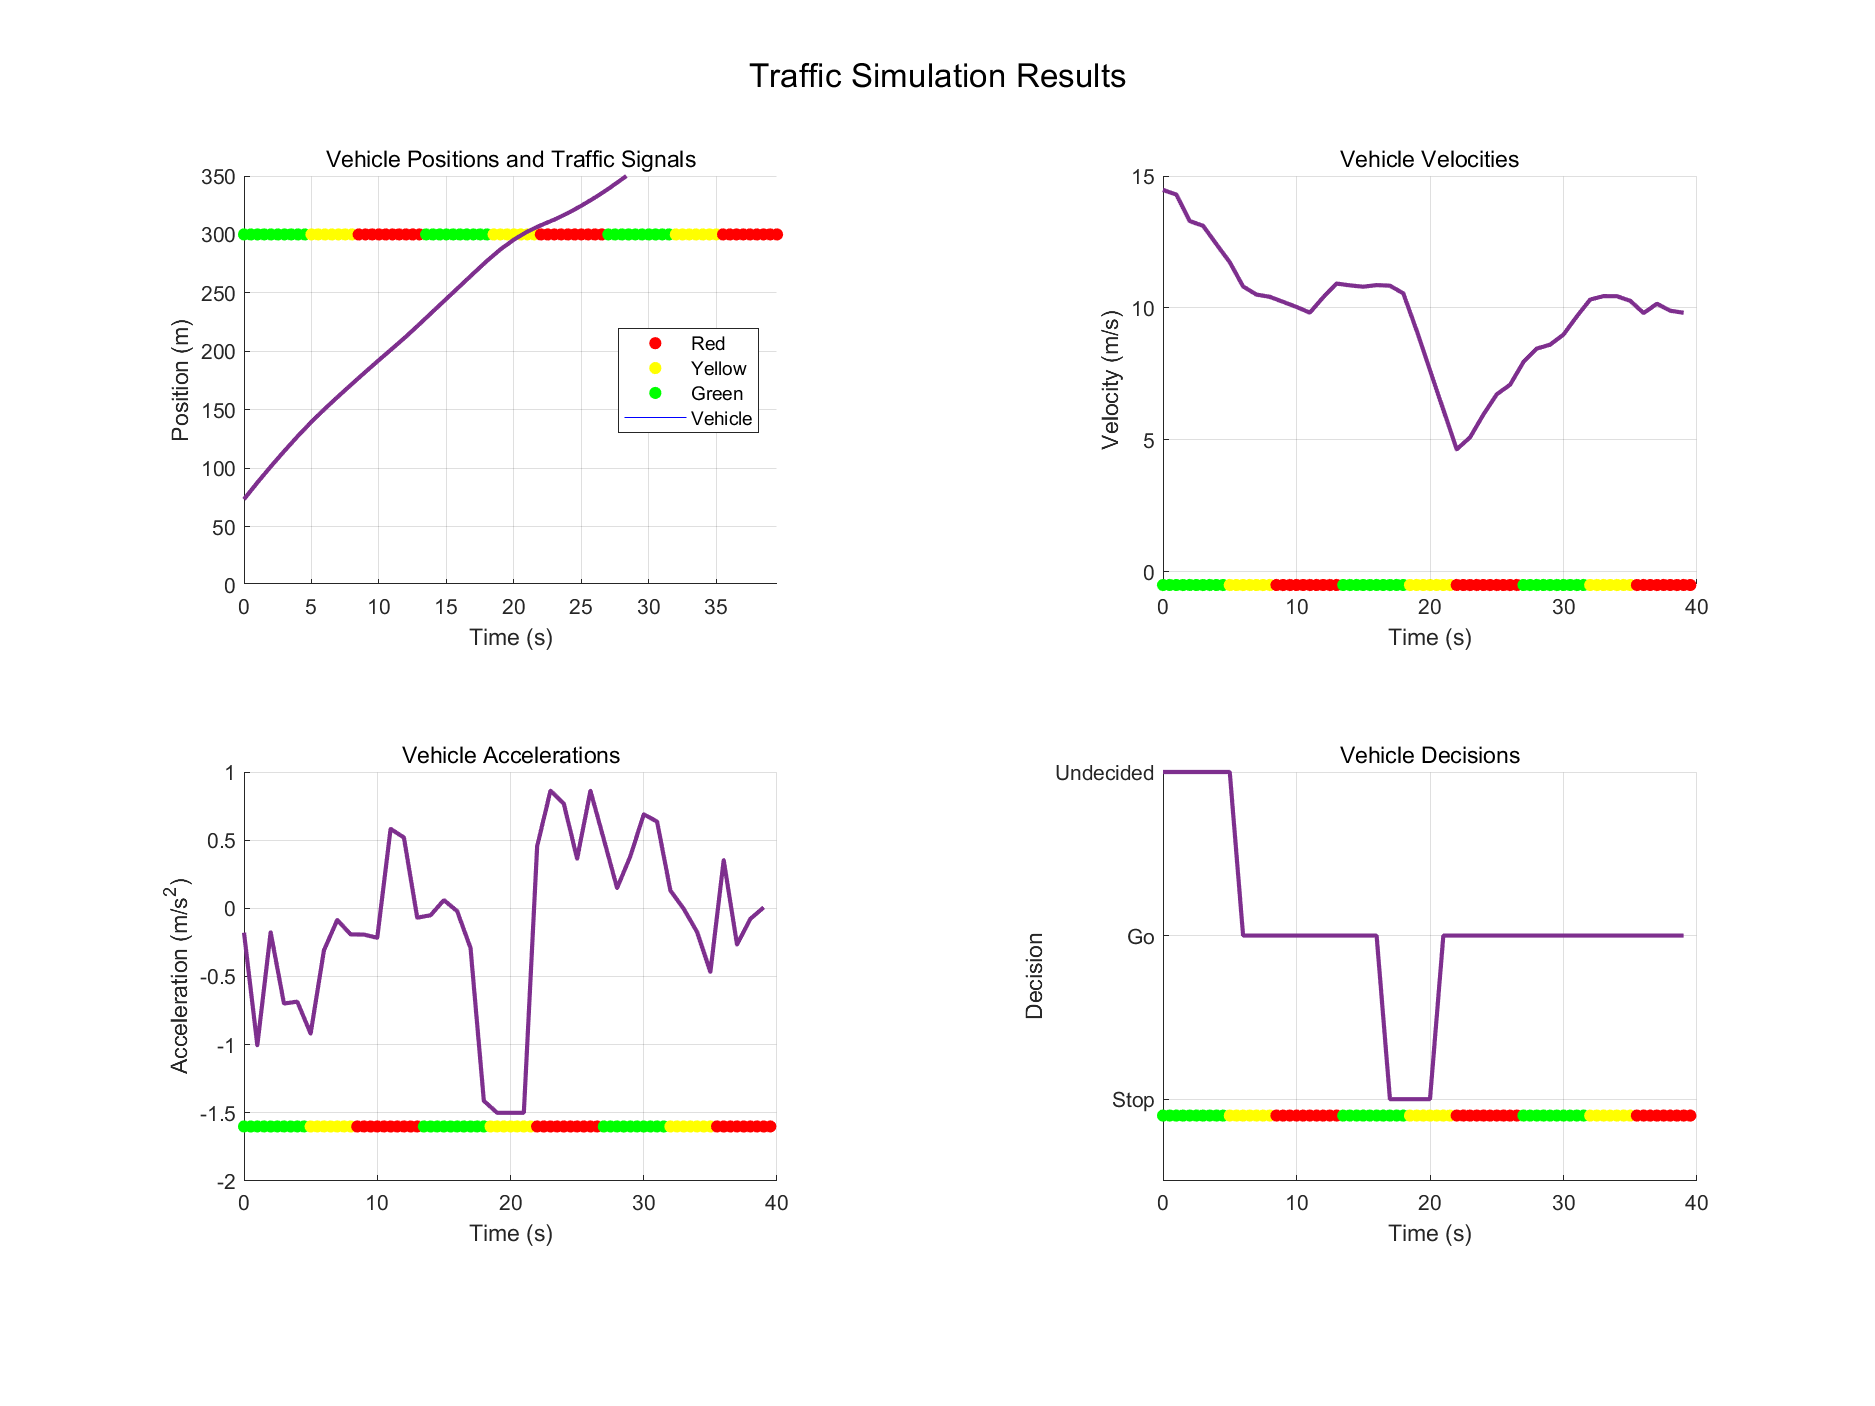 Traffic Simulation Results
Vehicle Positions and Traffic Signals
350
300
250
200
150
100
50
0
Position (m)
Red
Yellow
Green
Vehicle
0 5 10 15 20 25 30 35
Time (s)
Vehicle Velocities
15
10
5
0
Velocity (m/s)
0 10 20 30 40
Time (s)
Vehicle Accelerations
1
0.5
0
-0.5
-1
-1.5
-2
Acceleration (m/s²)
0 10 20 30 40
Time (s)
Vehicle Decisions
Undecided
Go
Stop
Decision
0 10 20 30 40
Time (s)